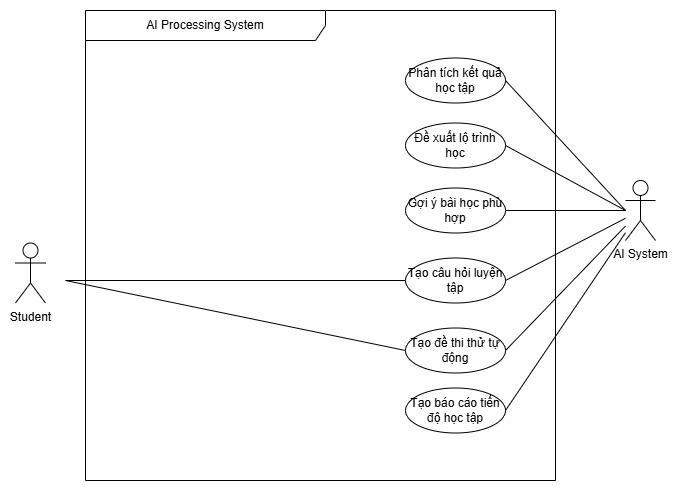 AI Processing System
Phân tích kết quả
học tập
Đề xuất lộ trình
học
Gợi ý bài học phù
hợp
Tạo câu hỏi luyện
tập
Tạo đề thi thử tự
động
Tạo báo cáo tiến
độ học tập
Student
AI System